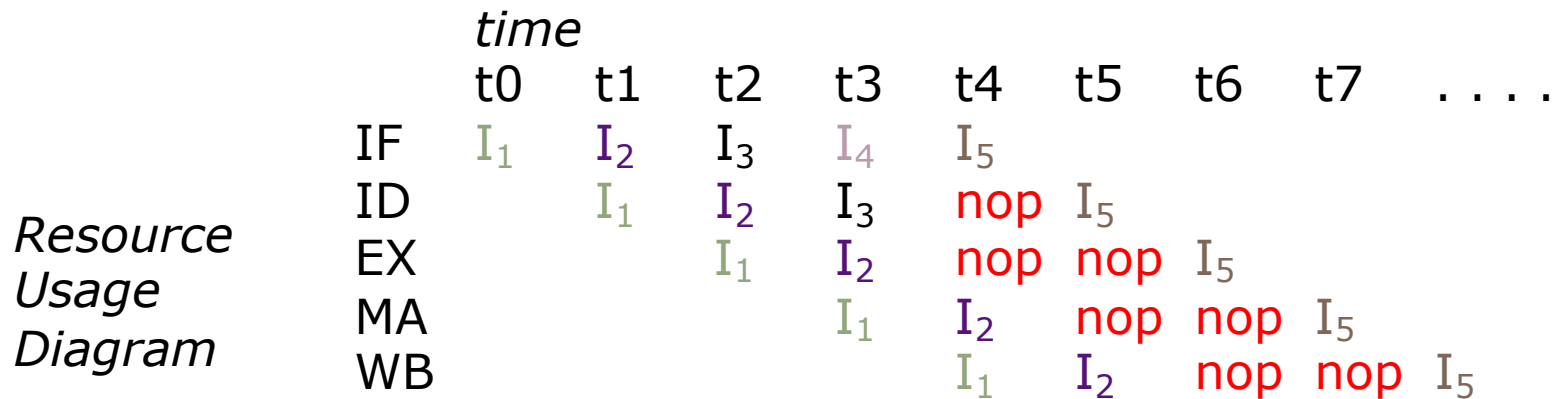 time
t0 t1 t2 t3 t4 t5 t6 t7 . . . .
IF I₁ I₂ I₃ I₄ I₅
ID I₁ I₂ I₃ nop I₅
Resource
EX I₁ I₂ nop nop I₅
Usage
MA I₁ I₂ nop nop I₅
Diagram
WB I₁ I₂ nop nop I₅